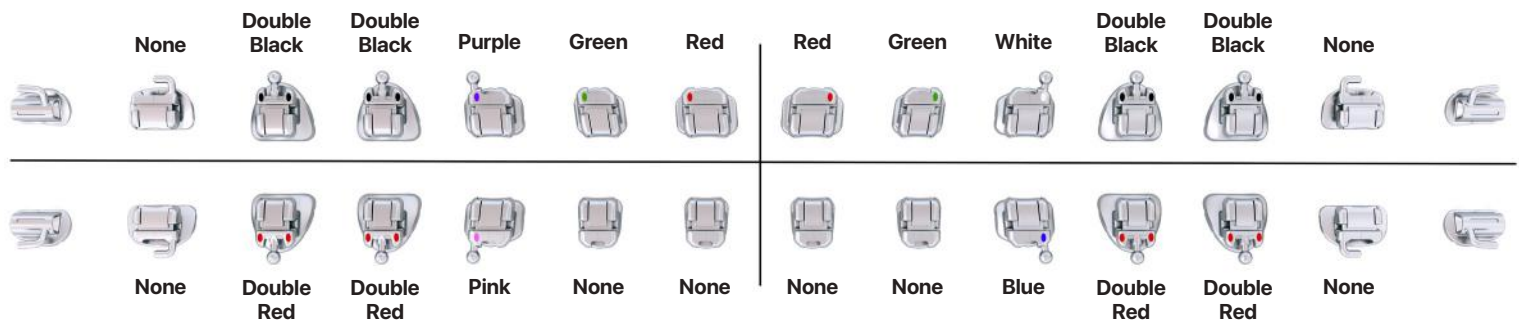 None
Double
Black
Double
Black
Purple
Green
Red
Red
Green
White
Double
Black
Double
Black
None
None
Double
Red
Double
Red
Pink
None
None
None
None
Blue
Double
Red
Double
Red
None